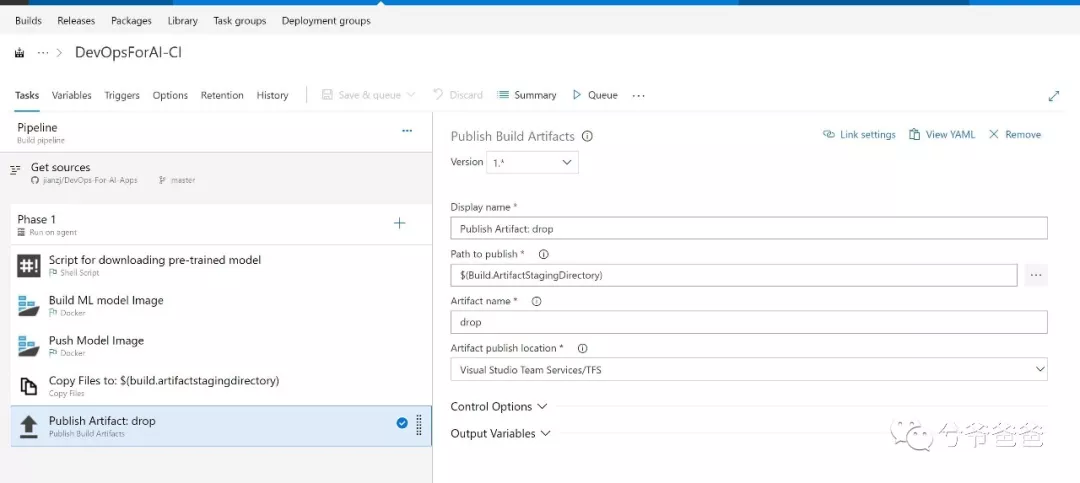 Builds Releases Packages Library Task groups Deployment groups
··· > DevOpsForAI-CI
Tasks Variables Triggers Options Retention History Save & queue Discard Summary Queue ···
Pipeline ···
Build pipeline
Get sources
jianzj/DevOps-For-AI-Apps master
Phase 1 +
Run on agent
Script for downloading pre-trained model
Shell Script
Build ML model Image
Docker
Push Model Image
Docker
Copy Files to: $(build.artifactstagingdirectory)
Copy Files
Publish Artifact: drop
Publish Build Artifacts
Publish Build Artifacts Link settings View YAML Remove
Version 1.*
Display name *
Publish Artifact: drop
Path to publish *
$(Build.ArtifactStagingDirectory) ···
Artifact name *
drop
Artifact publish location *
Visual Studio Team Services/TFS
Control Options
Output Variables
兮爷爸爸